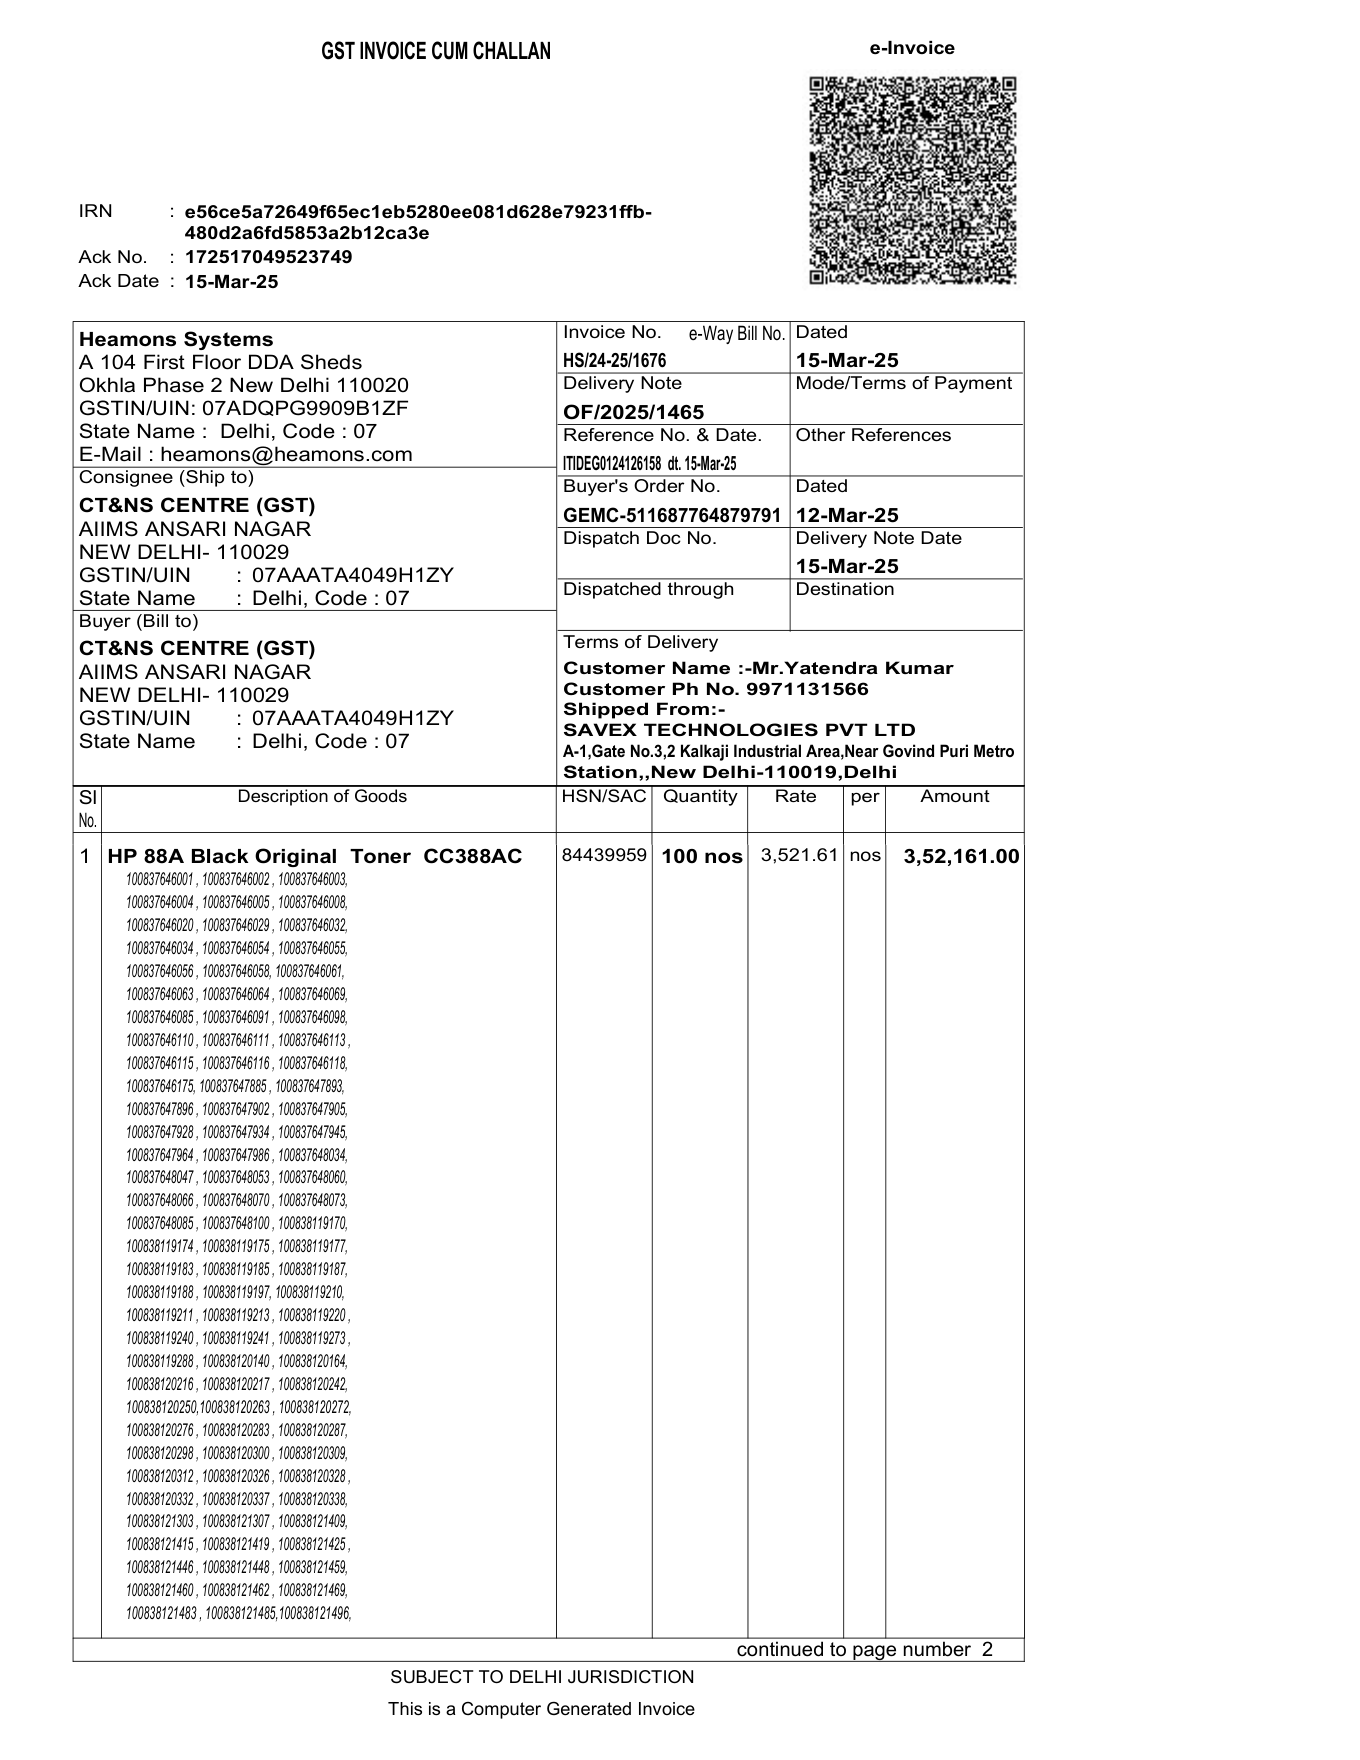 GST INVOICE CUM CHALLAN
e-Invoice
IRN : e56ce5a72649f65ec1eb5280ee081d628e79231ffb-
480d2a6fd5853a2b12ca3e
Ack No. : 172517049523749
Ack Date : 15-Mar-25
Heamons Systems
A 104 First Floor DDA Sheds
Okhla Phase 2 New Delhi 110020
GSTIN/UIN: 07ADQPG9909B1ZF
State Name : Delhi, Code : 07
E-Mail : heamons@heamons.com
Consignee (Ship to)
CT&NS CENTRE (GST)
AIIMS ANSARI NAGAR
NEW DELHI- 110029
GSTIN/UIN : 07AAATA4049H1ZY
State Name : Delhi, Code : 07
Buyer (Bill to)
CT&NS CENTRE (GST)
AIIMS ANSARI NAGAR
NEW DELHI- 110029
GSTIN/UIN : 07AAATA4049H1ZY
State Name : Delhi, Code : 07
Invoice No. e-Way Bill No. Dated
HS/24-25/1676 15-Mar-25
Delivery Note Mode/Terms of Payment
OF/2025/1465
Reference No. & Date. Other References
ITIDEG0124126158 dt. 15-Mar-25
Buyer's Order No. Dated
GEMC-511687764879791 12-Mar-25
Dispatch Doc No. Delivery Note Date
15-Mar-25
Dispatched through Destination
Terms of Delivery
Customer Name :-Mr.Yatendra Kumar
Customer Ph No. 9971131566
Shipped From:-
SAVEX TECHNOLOGIES PVT LTD
A-1,Gate No.3,2 Kalkaji Industrial Area,Near Govind Puri Metro
Station,,New Delhi-110019,Delhi
Sl No. Description of Goods HSN/SAC Quantity Rate per Amount
1 HP 88A Black Original Toner CC388AC 84439959 100 nos 3,521.61 nos 3,52,161.00
100837646001 , 100837646002 , 100837646003,
100837646004 , 100837646005 , 100837646008,
100837646020 , 100837646029 , 100837646032,
100837646034 , 100837646054 , 100837646055,
100837646056 , 100837646058, 100837646061,
100837646063 , 100837646064 , 100837646069,
100837646085 , 100837646091 , 100837646098,
100837646110 , 100837646111 , 100837646113 ,
100837646115 , 100837646116 , 100837646118,
100837646175, 100837647885 , 100837647893,
100837647896 , 100837647902 , 100837647905,
100837647928 , 100837647934 , 100837647945,
100837647964 , 100837647986 , 100837648034,
100837648047 , 100837648053 , 100837648060,
100837648066 , 100837648070 , 100837648073,
100837648085 , 100837648100 , 100838119170,
100838119174 , 100838119175 , 100838119177,
100838119183 , 100838119185 , 100838119187,
100838119188 , 100838119197, 100838119210,
100838119211 , 100838119213 , 100838119220 ,
100838119240 , 100838119241 , 100838119273 ,
100838119288 , 100838120140 , 100838120164,
100838120216 , 100838120217 , 100838120242,
100838120250,100838120263 , 100838120272,
100838120276 , 100838120283 , 100838120287,
100838120298 , 100838120300 , 100838120309,
100838120312 , 100838120326 , 100838120328 ,
100838120332 , 100838120337 , 100838120338,
100838121303 , 100838121307 , 100838121409,
100838121415 , 100838121419 , 100838121425 ,
100838121446 , 100838121448 , 100838121459,
100838121460 , 100838121462 , 100838121469,
100838121483 , 100838121485,100838121496,
continued to page number 2
SUBJECT TO DELHI JURISDICTION
This is a Computer Generated Invoice